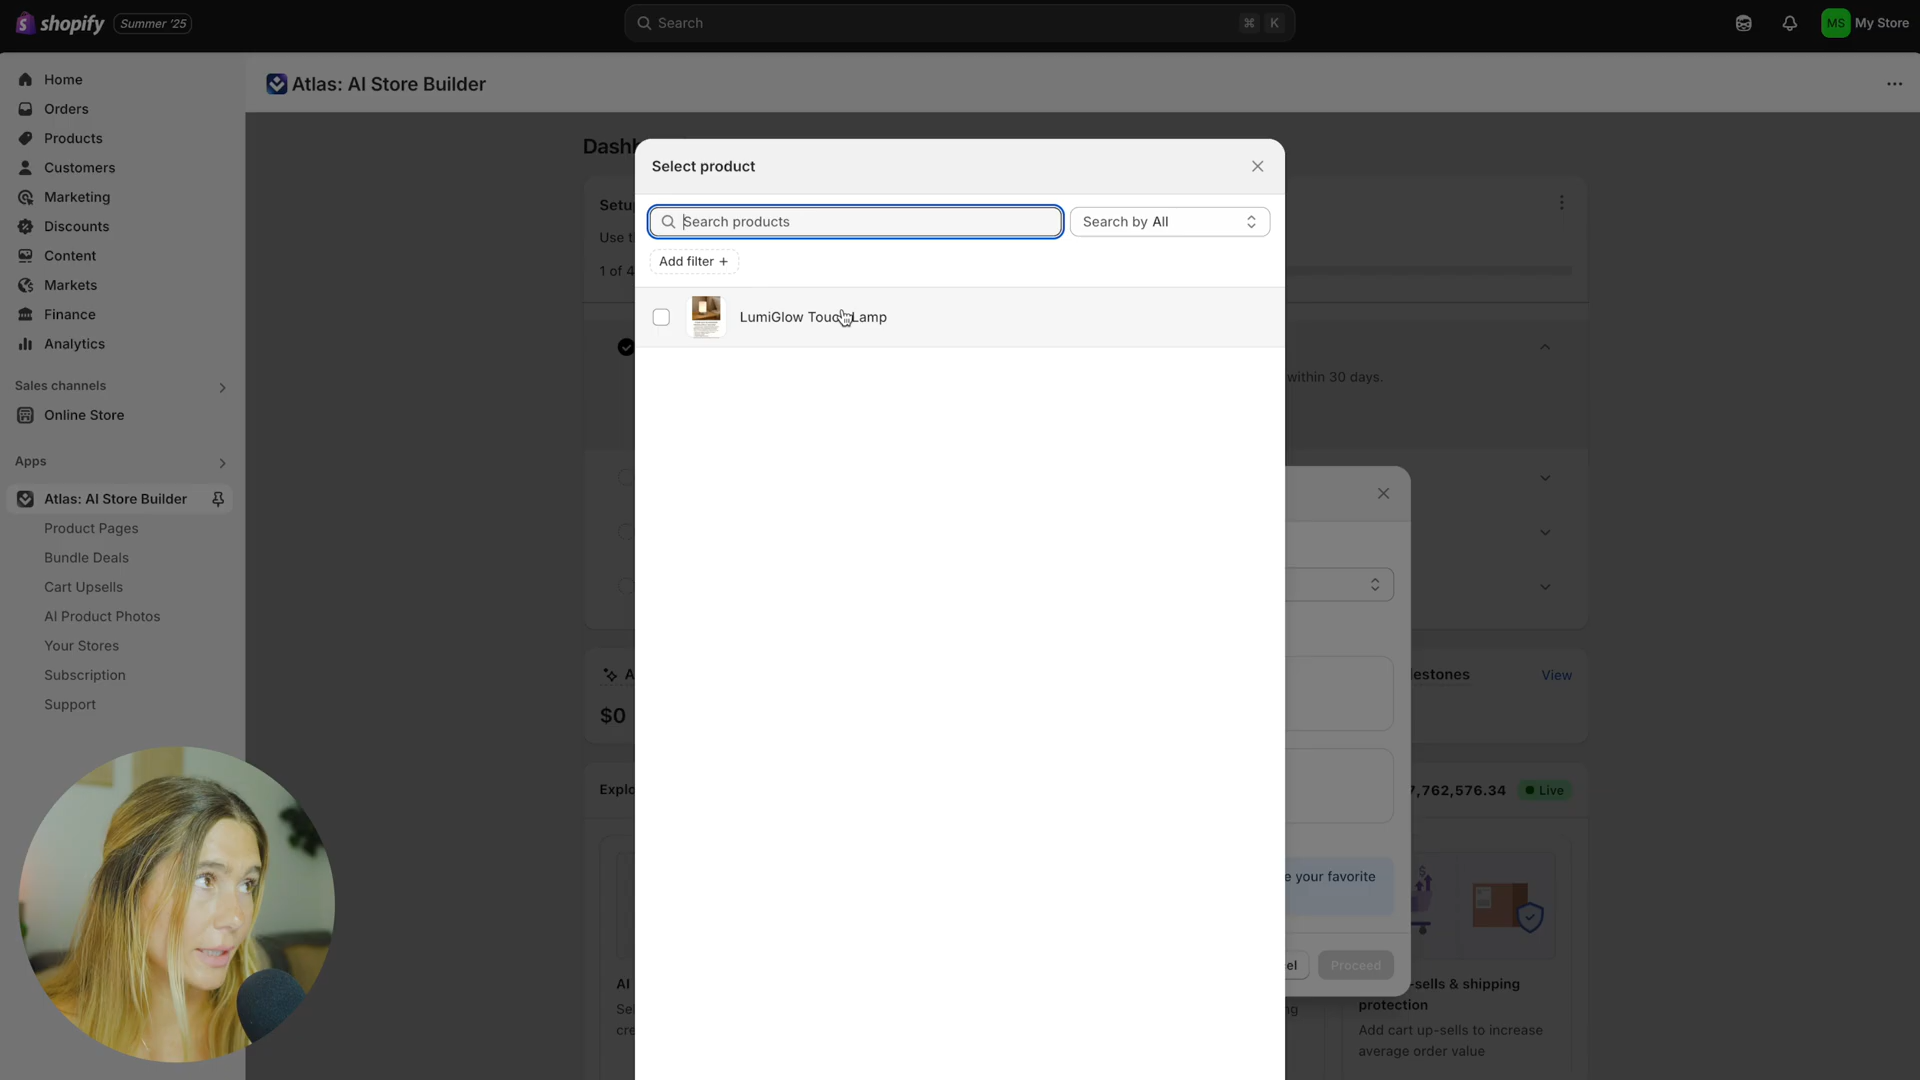 shopify Summer '25
Search
⌘ K
MS My Store
Home
Orders
Products
Customers
Marketing
Discounts
Content
Markets
Finance
Analytics
Sales channels
Online Store
Apps
Atlas: AI Store Builder
Product Pages
Bundle Deals
Cart Upsells
AI Product Photos
Your Stores
Subscription
Support
Atlas: AI Store Builder
Select product
Search products
Search by All
Add filter +
LumiGlow Touch Lamp
1 of 4
within 30 days.
$0
View
7,762,576.34 Live
e your favorite
Proceed
AI
-sells & shipping
protection
Add cart up-sells to increase
average order value